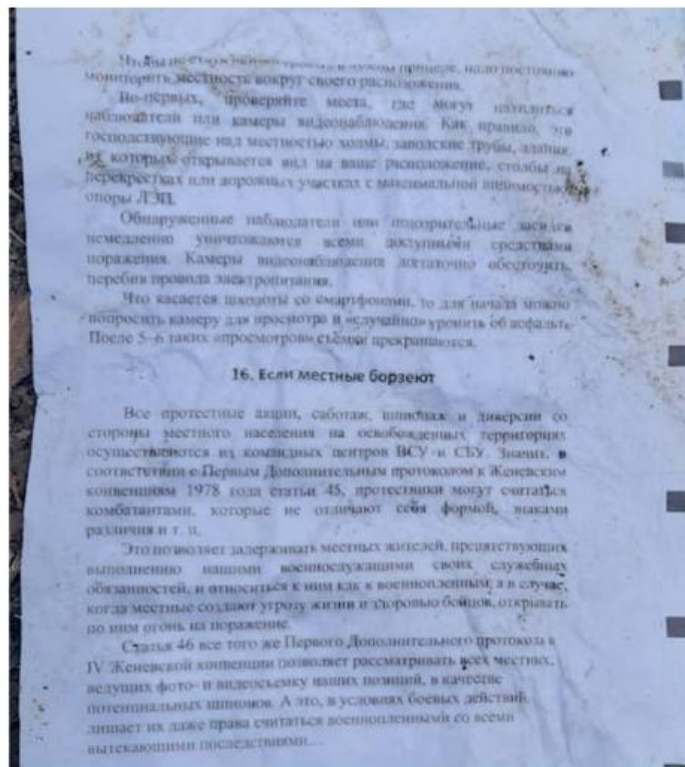 Чтобы не стать прицеле, надо постоянно
мониторить местность вокруг своего расположения.
Во-первых, проверяйте места, где могут находиться
наблюдатели или камеры видеонаблюдения. Как правило, это
господствующие над местностью холмы, заводские трубы, здания,
из которых открывается вид на ваше расположение, столбы на
перекрестках или дорожных участках с максимальной видимостью,
опоры ЛЭП.
Обнаруженные наблюдатели или подозрительные
немедленно уничтожаются всеми доступными средствами
поражения. Камеры видеонаблюдения достаточно обесточить,
перебив провода электропитания.
Что касается школоты со смартфонами, то для начала можно
попросить камеру для просмотра и «случайно» уронить об асфальт.
После 5–6 таких «просмотров» съёмки прекращаются.
16. Если местные борзеют
Все протестные акции, саботаж, шпионаж и диверсии со
стороны местного населения на освобожденных территориях
осуществляются из командных центров ВСУ и СБУ. Значит, в
соответствии с Первым Дополнительным протоколом к Женевским
конвенциям 1978 года статьи 45, протестники могут считаться
комбатантами, которые не отличают себя формой, знаками
различия и т. п.
Это позволяет задерживать местных жителей, препятствующих
выполнению нашими военнослужащими своих служебных
обязанностей, и относиться к ним как к военнопленным, а в случае,
когда местные создают угрозу жизни и здоровью бойцов, открывать
по ним огонь на поражение.
Статья 46 все того же Первого Дополнительного протокола к
IV Женевской конвенции позволяет рассматривать всех местных,
ведущих фото- и видеосъемку наших позиций, в качестве
потенциальных шпионов. А это, в условиях боевых действий,
лишает их даже права считаться военнопленными со всеми
вытекающими последствиями…